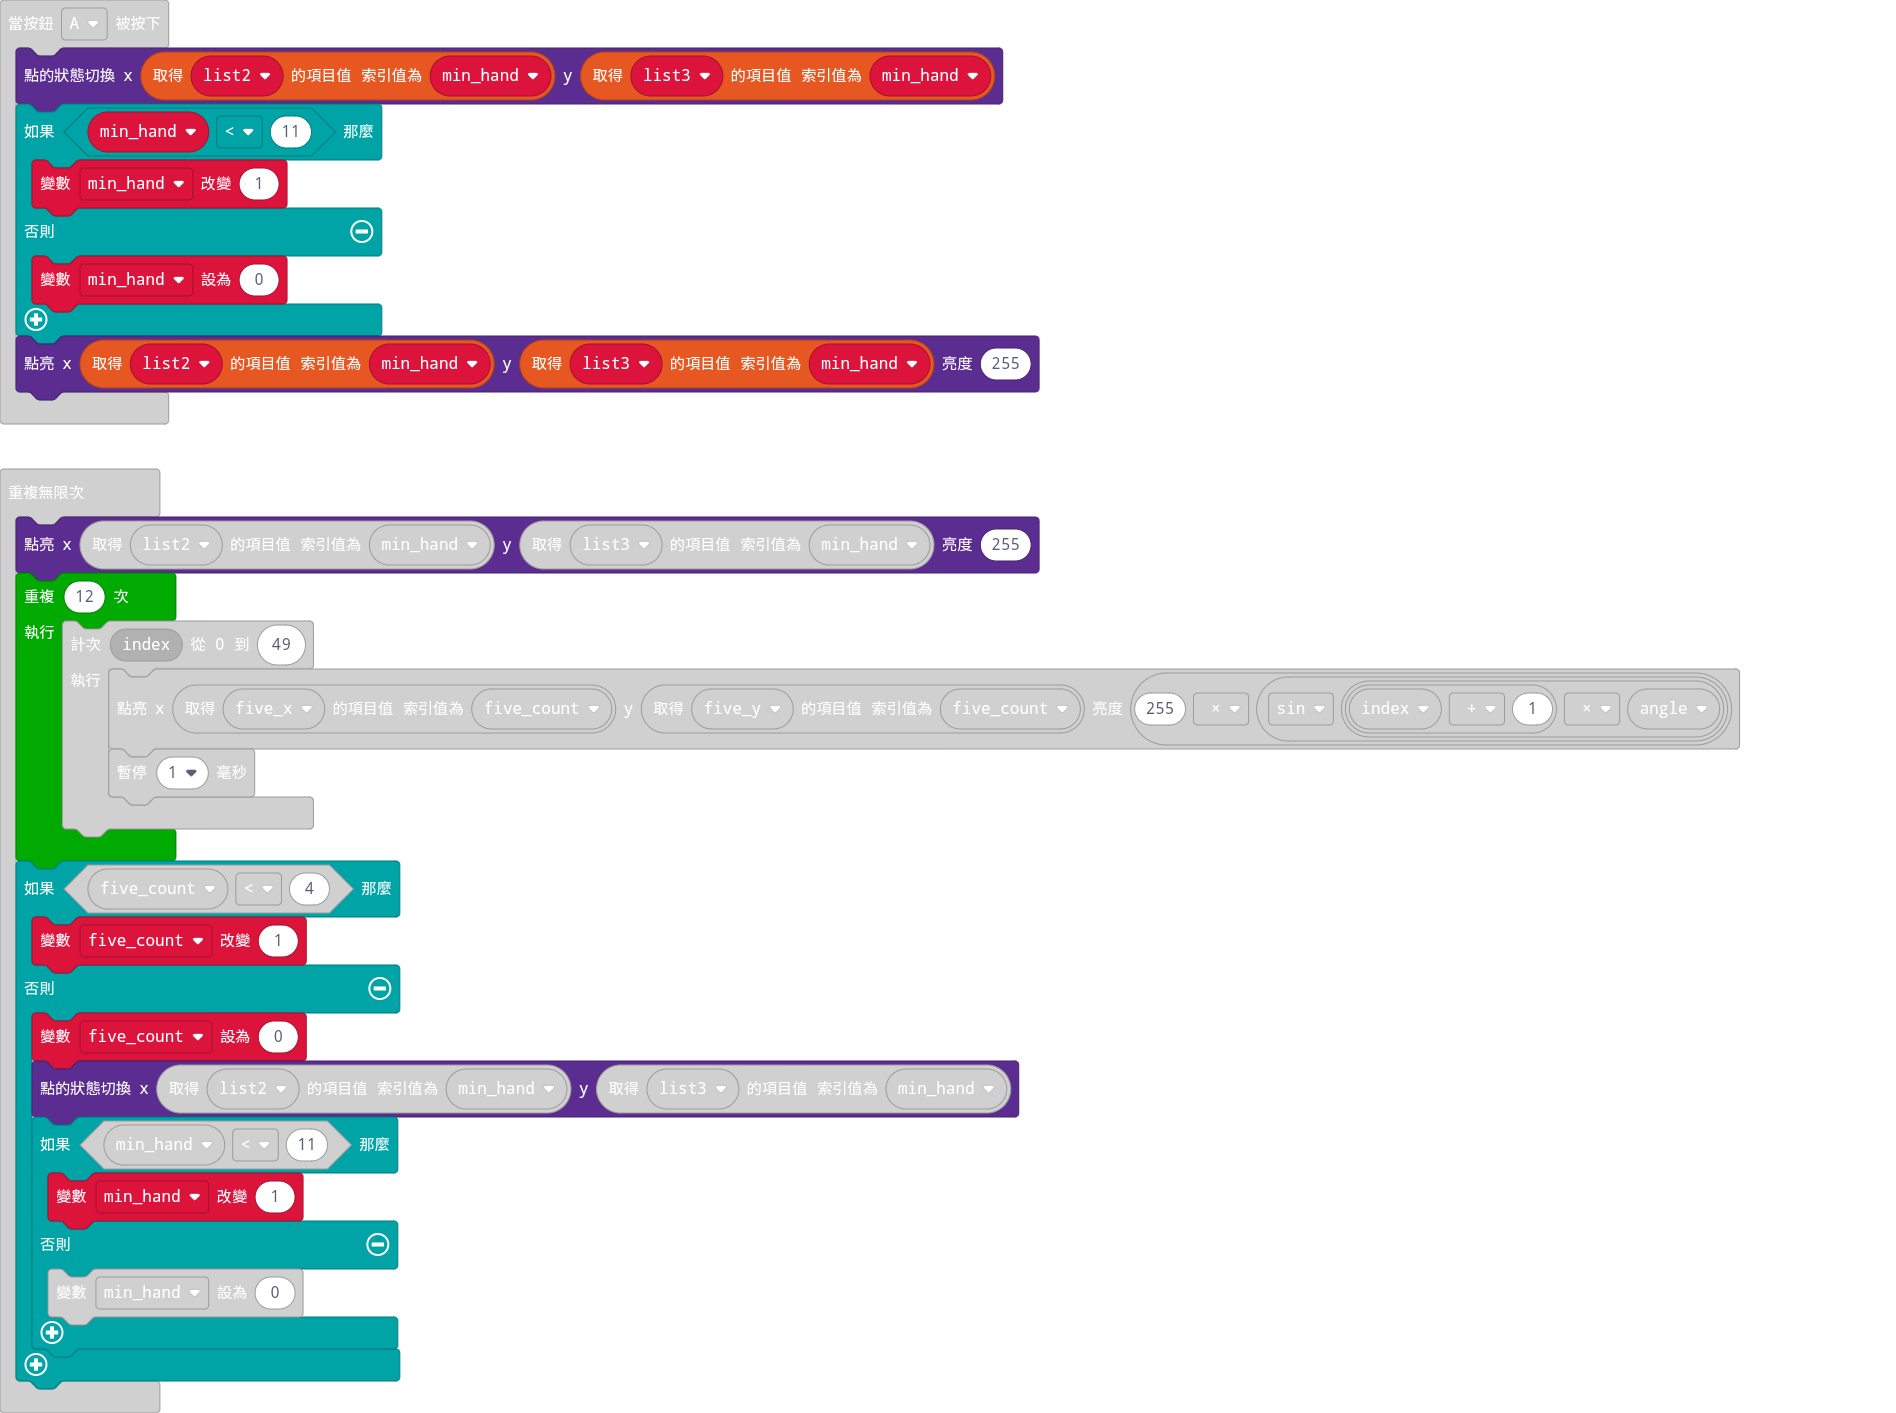 當按鈕 A 被按下
點的狀態切換 x 取得 list2 的項目值 索引值為 min_hand y 取得 list3 的項目值 索引值為 min_hand
如果 min_hand < 11 那麼
變數 min_hand 改變 1
否則
變數 min_hand 設為 0
點亮 x 取得 list2 的項目值 索引值為 min_hand y 取得 list3 的項目值 索引值為 min_hand 亮度 255
重複無限次
點亮 x 取得 list2 的項目值 索引值為 min_hand y 取得 list3 的項目值 索引值為 min_hand 亮度 255
重複 12 次
執行 計次 index 從 0 到 49
執行 點亮 x 取得 five_x 的項目值 索引值為 five_count y 取得 five_y 的項目值 索引值為 five_count 亮度 255 × sin index + 1 × angle
暫停 1 毫秒
如果 five_count < 4 那麼
變數 five_count 改變 1
否則
變數 five_count 設為 0
點的狀態切換 x 取得 list2 的項目值 索引值為 min_hand y 取得 list3 的項目值 索引值為 min_hand
如果 min_hand < 11 那麼
變數 min_hand 改變 1
否則
變數 min_hand 設為 0